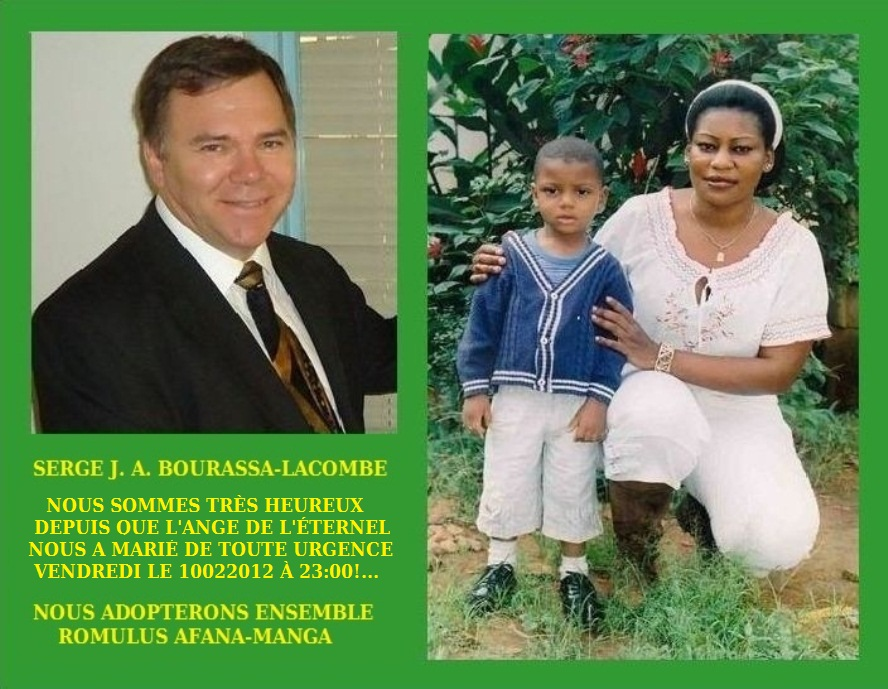 SERGE J. A. BOURASSA-LACOMBE
NOUS SOMMES TRÈS HEUREUX
DEPUIS QUE L'ANGE DE L'ÉTERNEL
NOUS A MARIÉ DE TOUTE URGENCE
VENDREDI LE 10022012 À 23:00!...
NOUS ADOPTERONS ENSEMBLE
ROMULUS AFANA-MANGA